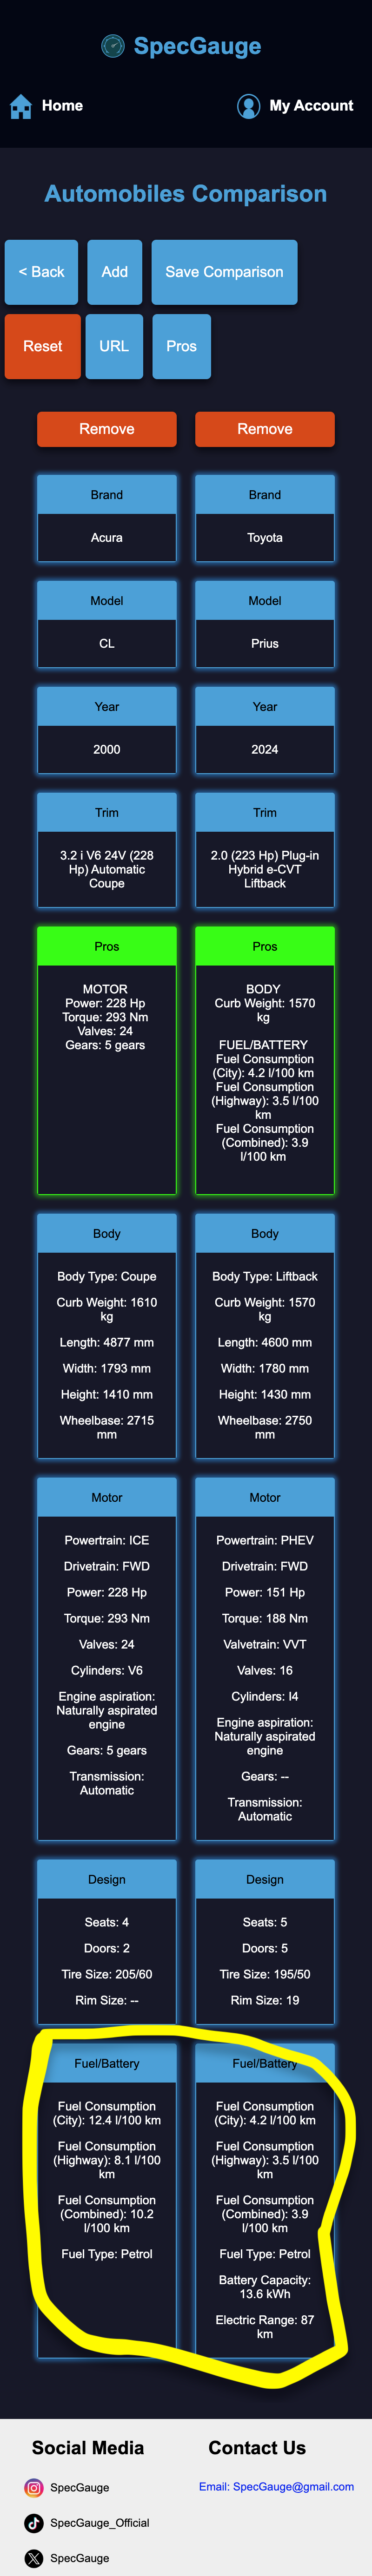 SpecGauge
Home
My Account
Automobiles Comparison
< Back
Add
Save Comparison
Reset
URL
Pros
Remove
Remove
Brand
Acura
Brand
Toyota
Model
CL
Model
Prius
Year
2000
Year
2024
Trim
3.2 i V6 24V (228
Hp) Automatic
Coupe
Trim
2.0 (223 Hp) Plug-in
Hybrid e-CVT
Liftback
Pros
MOTOR
Power: 228 Hp
Torque: 293 Nm
Valves: 24
Gears: 5 gears
Pros
BODY
Curb Weight: 1570
kg
FUEL/BATTERY
Fuel Consumption
(City): 4.2 l/100 km
Fuel Consumption
(Highway): 3.5 l/100
km
Fuel Consumption
(Combined): 3.9
l/100 km
Body
Body Type: Coupe
Curb Weight: 1610
kg
Length: 4877 mm
Width: 1793 mm
Height: 1410 mm
Wheelbase: 2715
mm
Body
Body Type: Liftback
Curb Weight: 1570
kg
Length: 4600 mm
Width: 1780 mm
Height: 1430 mm
Wheelbase: 2750
mm
Motor
Powertrain: ICE
Drivetrain: FWD
Power: 228 Hp
Torque: 293 Nm
Valves: 24
Cylinders: V6
Engine aspiration:
Naturally aspirated
engine
Gears: 5 gears
Transmission:
Automatic
Motor
Powertrain: PHEV
Drivetrain: FWD
Power: 151 Hp
Torque: 188 Nm
Valvetrain: VVT
Valves: 16
Cylinders: I4
Engine aspiration:
Naturally aspirated
engine
Gears: --
Transmission:
Automatic
Design
Seats: 4
Doors: 2
Tire Size: 205/60
Rim Size: --
Design
Seats: 5
Doors: 5
Tire Size: 195/50
Rim Size: 19
Fuel/Battery
Fuel Consumption
(City): 12.4 l/100 km
Fuel Consumption
(Highway): 8.1 l/100
km
Fuel Consumption
(Combined): 10.2
l/100 km
Fuel Type: Petrol
Fuel/Battery
Fuel Consumption
(City): 4.2 l/100 km
Fuel Consumption
(Highway): 3.5 l/100
km
Fuel Consumption
(Combined): 3.9
l/100 km
Fuel Type: Petrol
Battery Capacity:
13.6 kWh
Electric Range: 87
km
Social Media
SpecGauge
SpecGauge_Official
SpecGauge
Contact Us
Email: SpecGauge@gmail.com